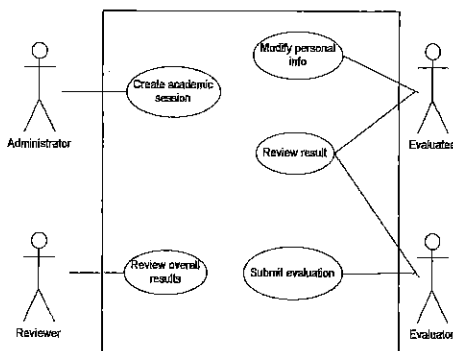 Modify personal
info
Create academic
session
Administrator
Evaluatee
Review result
Review overall
results
Submit evaluation
Reviewer
Evaluator